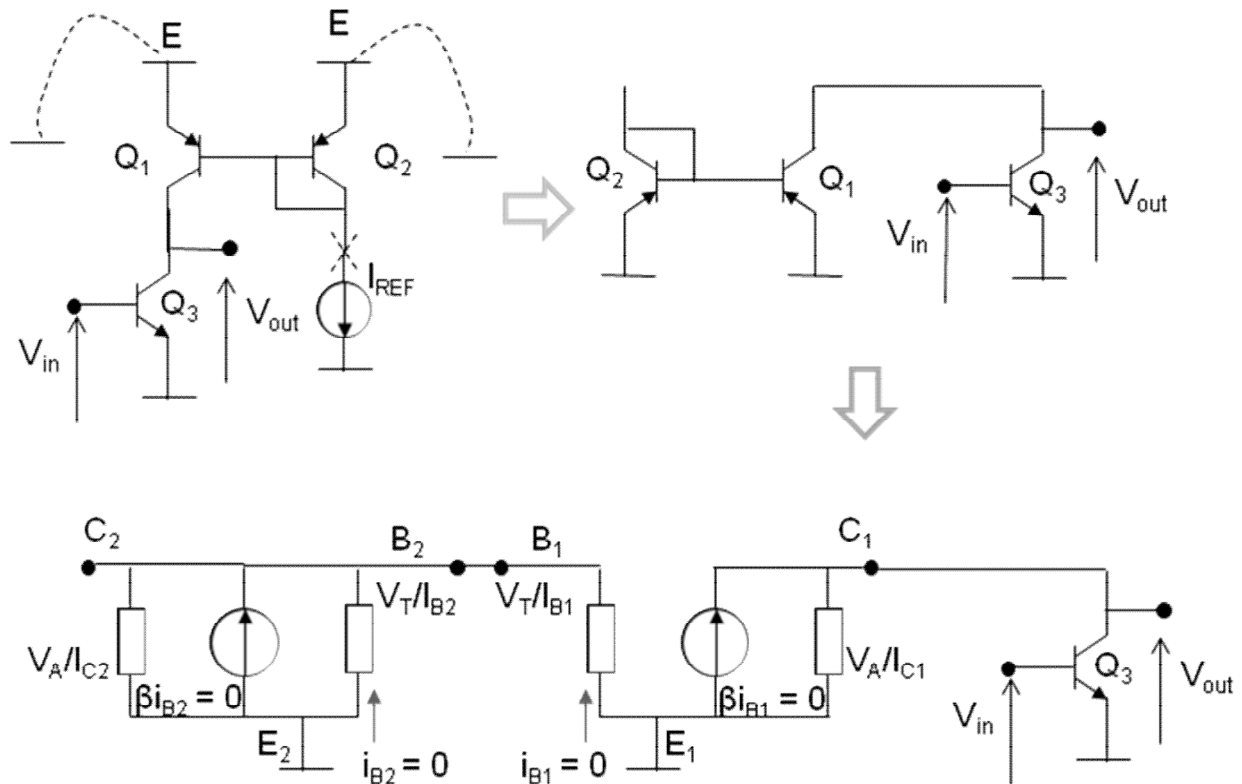 E E
Q1 Q2
IREF
Q3
Vin
Vout
Q2 Q1
Q3
Vin
Vout
C2 B2 B1 C1
VT/IB2 VT/IB1
VA/IC2 VA/IC1
βiB2 = 0 βiB1 = 0
E2 E1
iB2 = 0 iB1 = 0
Q3
Vin
Vout